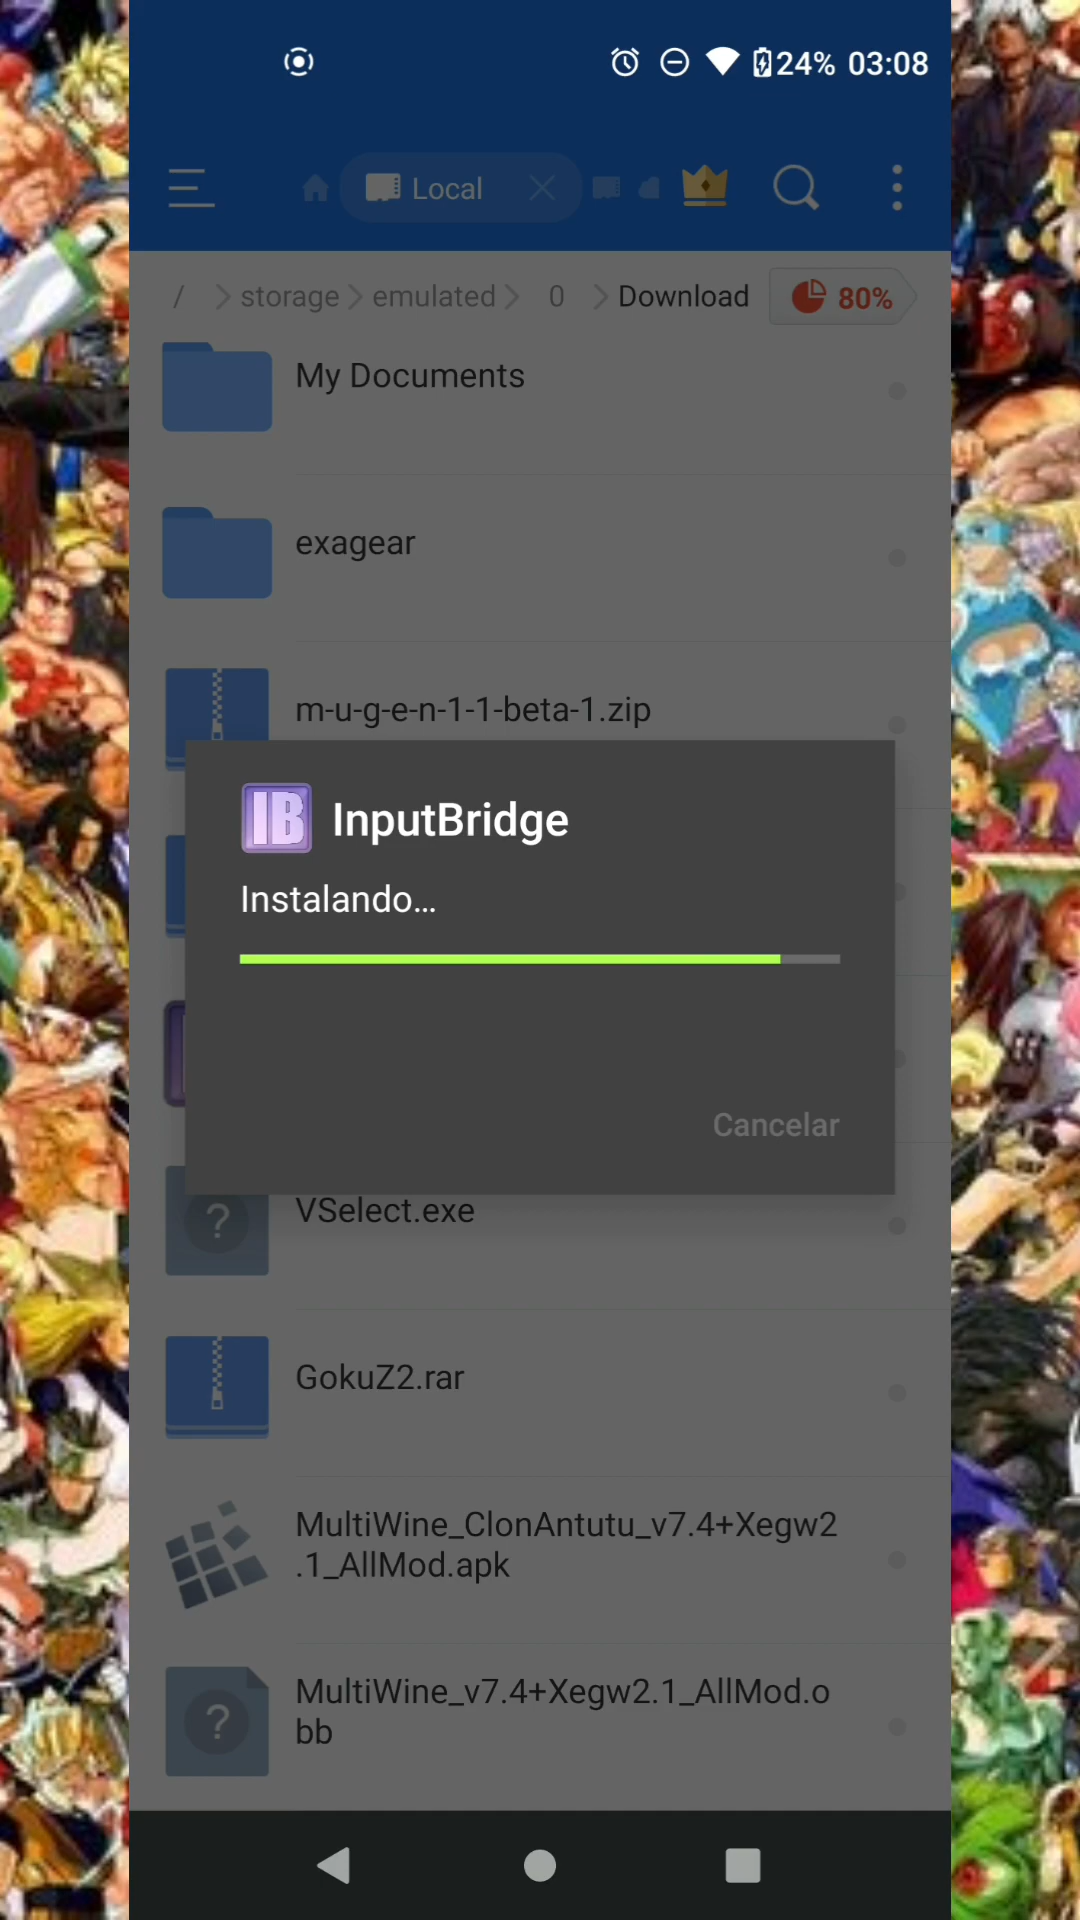 24% 03:08
Local
/ storage emulated 0 Download 80%
My Documents
exagear
m-u-g-e-n-1-1-beta-1.zip
IB InputBridge
Instalando...
Cancelar
VSelect.exe
GokuZ2.rar
MultiWine_ClonAntutu_v7.4+Xegw2
.1_AllMod.apk
MultiWine_v7.4+Xegw2.1_AllMod.o
bb